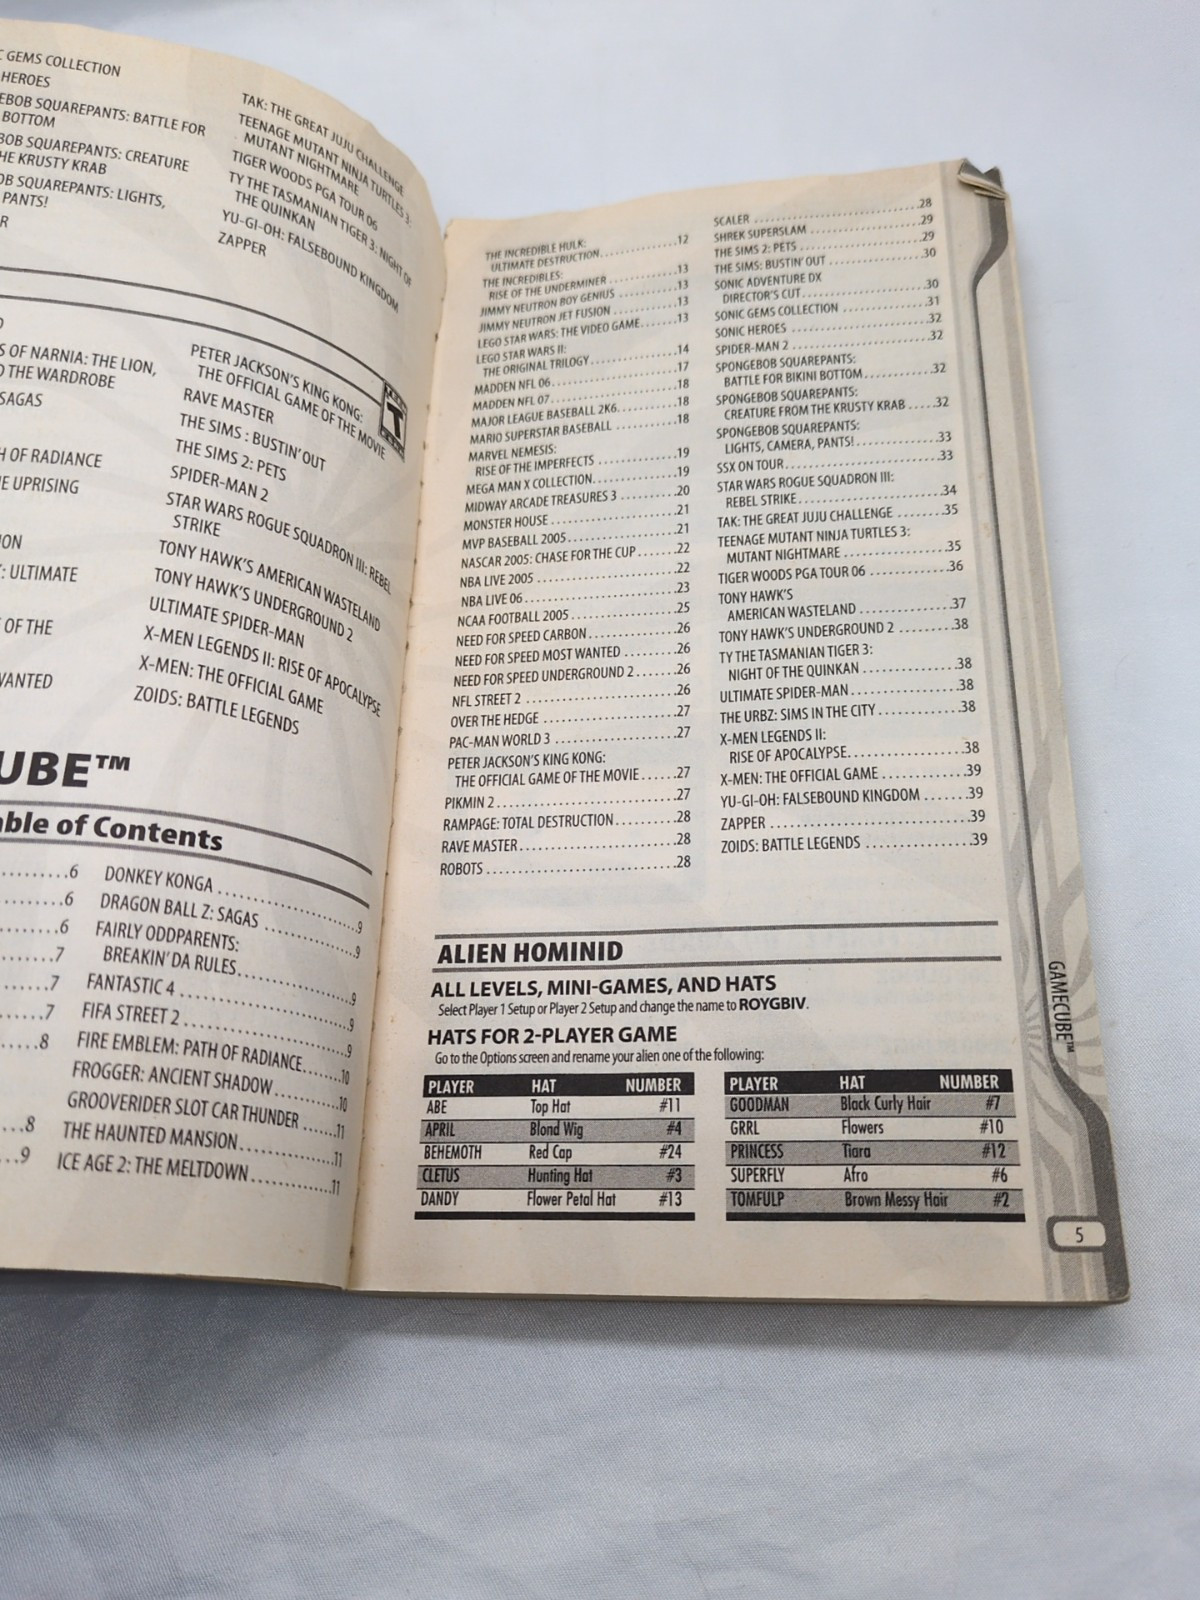 GEMS COLLECTION
HEROES
SQUAREPANTS: BATTLE FOR
BOTTOM
SQUAREPANTS: CREATURE
KRUSTY KRAB
SQUAREPANTS: LIGHTS,
PANTS!
TAK: THE GREAT JUJU CHALLENGE
TEENAGE MUTANT NINJA TURTLES 3:
MUTANT NIGHTMARE
TIGER WOODS PGA TOUR 06
TY THE TASMANIAN TIGER 3: NIGHT OF
THE QUINKAN
YU-GI-OH: FALSEBOUND KINGDOM
ZAPPER
OF NARNIA: THE LION,
THE WARDROBE
SAGAS
OF RADIANCE
UPRISING
: ULTIMATE
OF THE
PETER JACKSON'S KING KONG:
THE OFFICIAL GAME OF THE MOVIE
RAVE MASTER
THE SIMS : BUSTIN' OUT
THE SIMS 2: PETS
SPIDER-MAN 2
STAR WARS ROGUE SQUADRON III: REBEL
STRIKE
TONY HAWK'S AMERICAN WASTELAND
TONY HAWK'S UNDERGROUND 2
ULTIMATE SPIDER-MAN
X-MEN LEGENDS II: RISE OF APOCALYPSE
X-MEN: THE OFFICIAL GAME
ZOIDS: BATTLE LEGENDS
T
UBE™
ble of Contents
..........6
..........6
........6
.......7
......7
......7
.....8
...8
...9
DONKEY KONGA ....................9
DRAGON BALL Z: SAGAS .............9
FAIRLY ODDPARENTS:
BREAKIN' DA RULES................9
FANTASTIC 4 .......................9
FIFA STREET 2 ......................9
FIRE EMBLEM: PATH OF RADIANCE.......10
FROGGER: ANCIENT SHADOW..........10
GROOVERIDER SLOT CAR THUNDER ......11
THE HAUNTED MANSION..............11
ICE AGE 2: THE MELTDOWN............11
THE INCREDIBLE HULK:
ULTIMATE DESTRUCTION............12
THE INCREDIBLES:
RISE OF THE UNDERMINER ..........13
JIMMY NEUTRON BOY GENIUS .........13
JIMMY NEUTRON JET FUSION ..........13
LEGO STAR WARS: THE VIDEO GAME.......13
LEGO STAR WARS II:
THE ORIGINAL TRILOGY..............14
MADDEN NFL 06.....................17
MADDEN NFL 07.....................18
MAJOR LEAGUE BASEBALL 2K6..........18
MARIO SUPERSTAR BASEBALL ..........18
MARVEL NEMESIS:
RISE OF THE IMPERFECTS ............19
MEGA MAN X COLLECTION.............19
MIDWAY ARCADE TREASURES 3 .........20
MONSTER HOUSE ...................21
MVP BASEBALL 2005..................21
NASCAR 2005: CHASE FOR THE CUP ......22
NBA LIVE 2005 ......................22
NBA LIVE 06........................23
NCAA FOOTBALL 2005................25
NEED FOR SPEED CARBON.............26
NEED FOR SPEED MOST WANTED ........26
NEED FOR SPEED UNDERGROUND 2.......26
NFL STREET 2 .......................26
OVER THE HEDGE ....................27
PAC-MAN WORLD 3 ..................27
PETER JACKSON'S KING KONG:
THE OFFICIAL GAME OF THE MOVIE ......27
PIKMIN 2...........................27
RAMPAGE: TOTAL DESTRUCTION..........28
RAVE MASTER.......................28
ROBOTS ...........................28
SCALER ............................28
SHREK SUPERSLAM ...................29
THE SIMS 2: PETS ....................29
THE SIMS: BUSTIN' OUT ................30
SONIC ADVENTURE DX
DIRECTOR'S CUT....................30
SONIC GEMS COLLECTION .............31
SONIC HEROES ......................32
SPIDER-MAN 2 ......................32
SPONGEBOB SQUAREPANTS:
BATTLE FOR BIKINI BOTTOM...........32
SPONGEBOB SQUAREPANTS:
CREATURE FROM THE KRUSTY KRAB .....32
SPONGEBOB SQUAREPANTS:
LIGHTS, CAMERA, PANTS!.............33
SSX ON TOUR.......................33
STAR WARS ROGUE SQUADRON III:
REBEL STRIKE......................34
TAK: THE GREAT JUJU CHALLENGE .......35
TEENAGE MUTANT NINJA TURTLES 3:
MUTANT NIGHTMARE ................35
TIGER WOODS PGA TOUR 06 ............36
TONY HAWK'S
AMERICAN WASTELAND ..............37
TONY HAWK'S UNDERGROUND 2 .........38
TY THE TASMANIAN TIGER 3:
NIGHT OF THE QUINKAN ..............38
ULTIMATE SPIDER-MAN................38
THE URBZ: SIMS IN THE CITY ............38
X-MEN LEGENDS II:
RISE OF APOCALYPSE.................38
X-MEN: THE OFFICIAL GAME ............39
YU-GI-OH: FALSEBOUND KINGDOM .......39
ZAPPER ............................39
ZOIDS: BATTLE LEGENDS ...............39
ALIEN HOMINID
ALL LEVELS, MINI-GAMES, AND HATS
Select Player 1 Setup or Player 2 Setup and change the name to ROYGBIV.
HATS FOR 2-PLAYER GAME
Go to the Options screen and rename your alien one of the following:
PLAYER HAT NUMBER
ABE Top Hat #11
APRIL Blond Wig #4
BEHEMOTH Red Cap #24
CLETUS Hunting Hat #3
DANDY Flower Petal Hat #13
PLAYER HAT NUMBER
GOODMAN Black Curly Hair #7
GRRL Flowers #10
PRINCESS Tiara #12
SUPERFLY Afro #6
TOMFULP Brown Messy Hair #2
GAMECUBE™
5